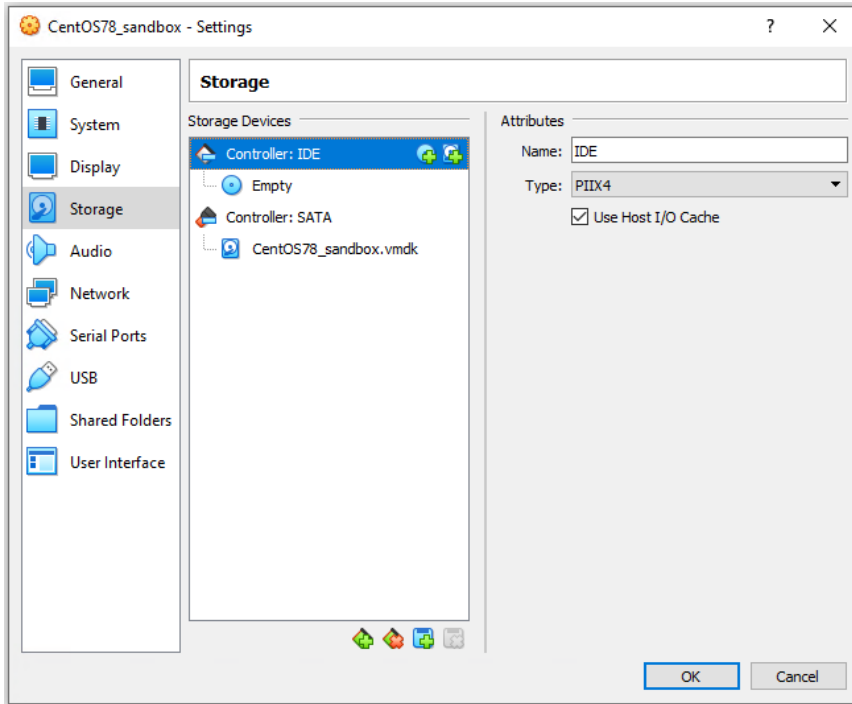 CentOS78_sandbox - Settings
?
General
System
Display
Storage
Audio
Network
Serial Ports
USB
Shared Folders
User Interface
Storage
Storage Devices
Controller: IDE
Empty
Controller: SATA
CentOS78_sandbox.vmdk
Attributes
Name: IDE
Type: PIIX4
Use Host I/O Cache
OK Cancel